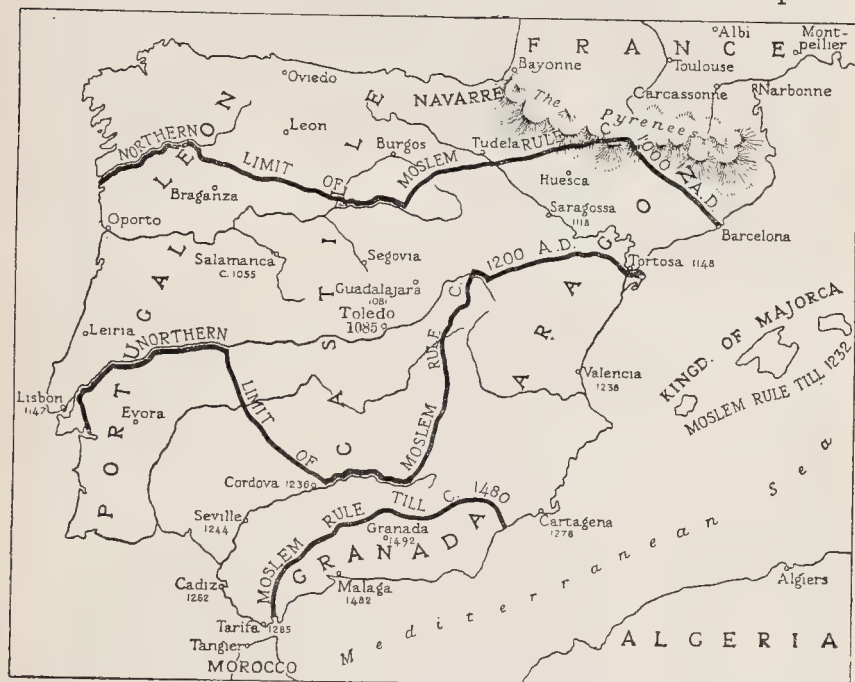 Albi
Mont-
pellier
FRANCE
Bayonne
Toulouse
Oviedo
NAVARRE
The Pyrenees
Carcassonne
Narbonne
LEON
Leon
CASTILE
Burgos
Tudela
NORTHERN LIMIT OF MOSLEM RULE C. 1000 A.D.
Braganza
Huesca
Saragossa
1118
ARAGON
Oporto
Barcelona
Salamanca
C. 1055
Segovia
Tortosa 1148
Guadalajara
1081
Toledo
1085
PORTUGAL
Leiria
NORTHERN LIMIT OF MOSLEM RULE C. 1200 A.D.
KINGD. OF MAJORCA
MOSLEM RULE TILL 1232
Valencia
1238
Lisbon
1147
Evora
Cordova 1236
Seville
1244
MOSLEM RULE TILL C. 1480
Granada
1492
GRANADA
Cartagena
1278
Cadiz
1262
Malaga
1482
Mediterranean Sea
Algiers
Tarifa 1285
Tangier
MOROCCO
ALGERIA